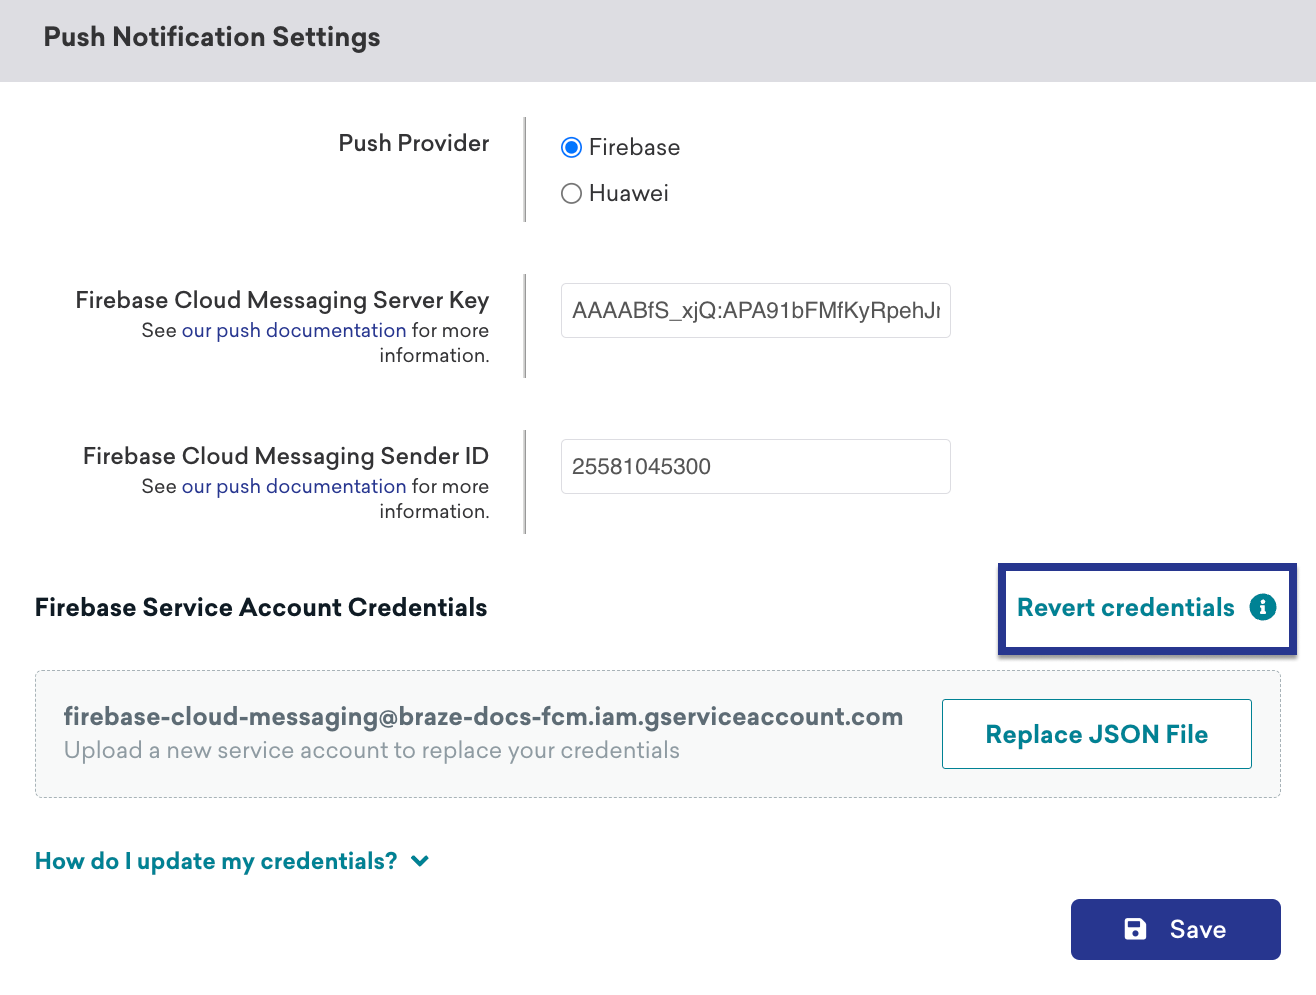 Push Notification Settings
Push Provider
Firebase
Huawei
Firebase Cloud Messaging Server Key
See our push documentation for more
information.
AAAABfS_xjQ:APA91bFMfKyRpehJ
Firebase Cloud Messaging Sender ID
See our push documentation for more
information.
25581045300
Firebase Service Account Credentials
Revert credentials
firebase-cloud-messaging@braze-docs-fcm.iam.gserviceaccount.com
Upload a new service account to replace your credentials
Replace JSON File
How do I update my credentials?
Save